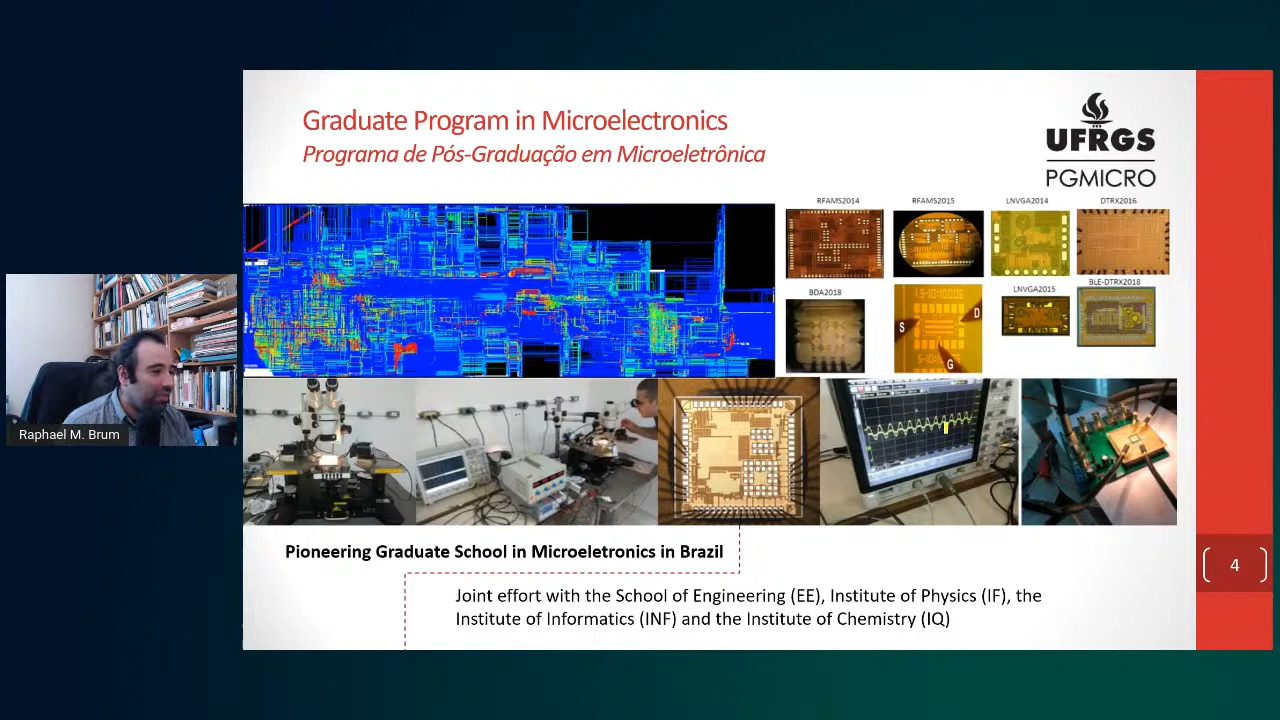 Graduate Program in Microelectronics
Programa de Pós-Graduação em Microeletrônica
UFRGS
PGMICRO
RFAMS2014
RFAMS2015
LNVGA2014
DTRX2016
BDA2018
LNVGA2015
BLE-DTRX2018
S
D
G
Raphael M. Brum
Pioneering Graduate School in Microeletronics in Brazil
4
Joint effort with the School of Engineering (EE), Institute of Physics (IF), the
Institute of Informatics (INF) and the Institute of Chemistry (IQ)